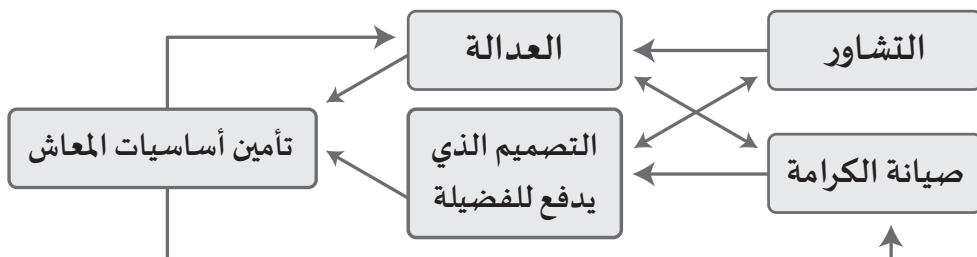 التشاور
العدالة
صيانة الكرامة
التصميم الذي
يدفع للفضيلة
تأمين أساسيات المعاش